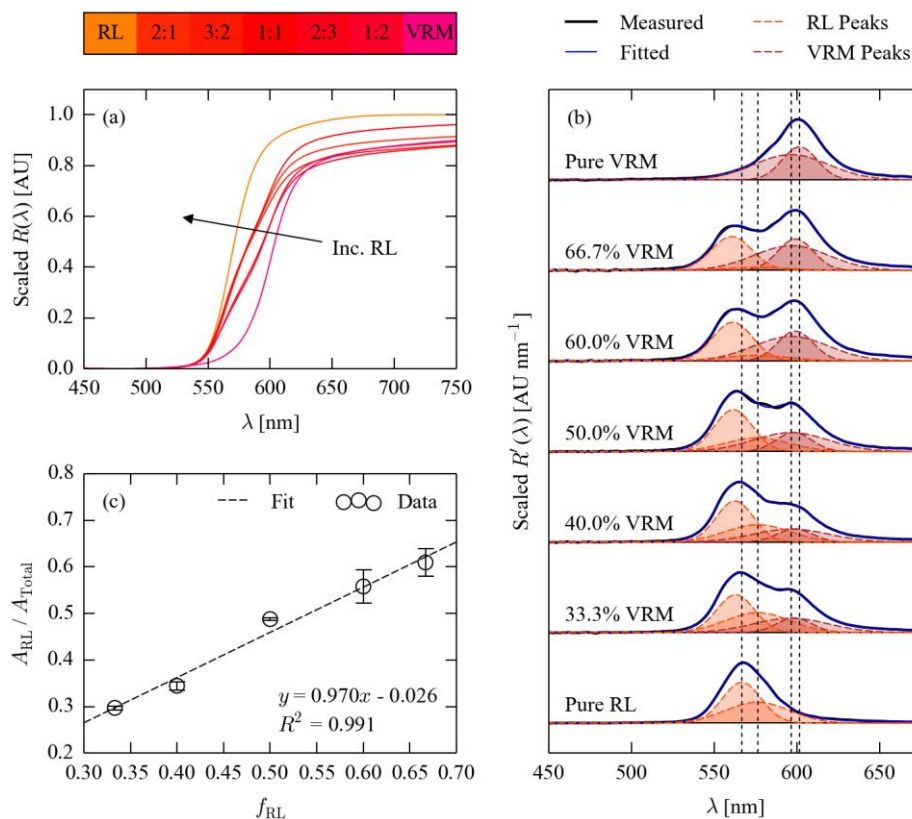 RL 2:1 3:2 1:1 2:3 1:2 VRM
Measured RL Peaks
Fitted VRM Peaks
(a)
Scaled R(λ) [AU]
1.0
0.8
0.6
0.4
0.2
0.0
Inc. RL
450 500 550 600 650 700 750
λ [nm]
(c)
Fit Data
A_RL / A_Total
0.8
0.7
0.6
0.5
0.4
0.3
0.2
y = 0.970x - 0.026
R² = 0.991
0.30 0.35 0.40 0.45 0.50 0.55 0.60 0.65 0.70
f_RL
(b)
Scaled R′(λ) [AU nm⁻¹]
Pure VRM
66.7% VRM
60.0% VRM
50.0% VRM
40.0% VRM
33.3% VRM
Pure RL
450 500 550 600 650
λ [nm]